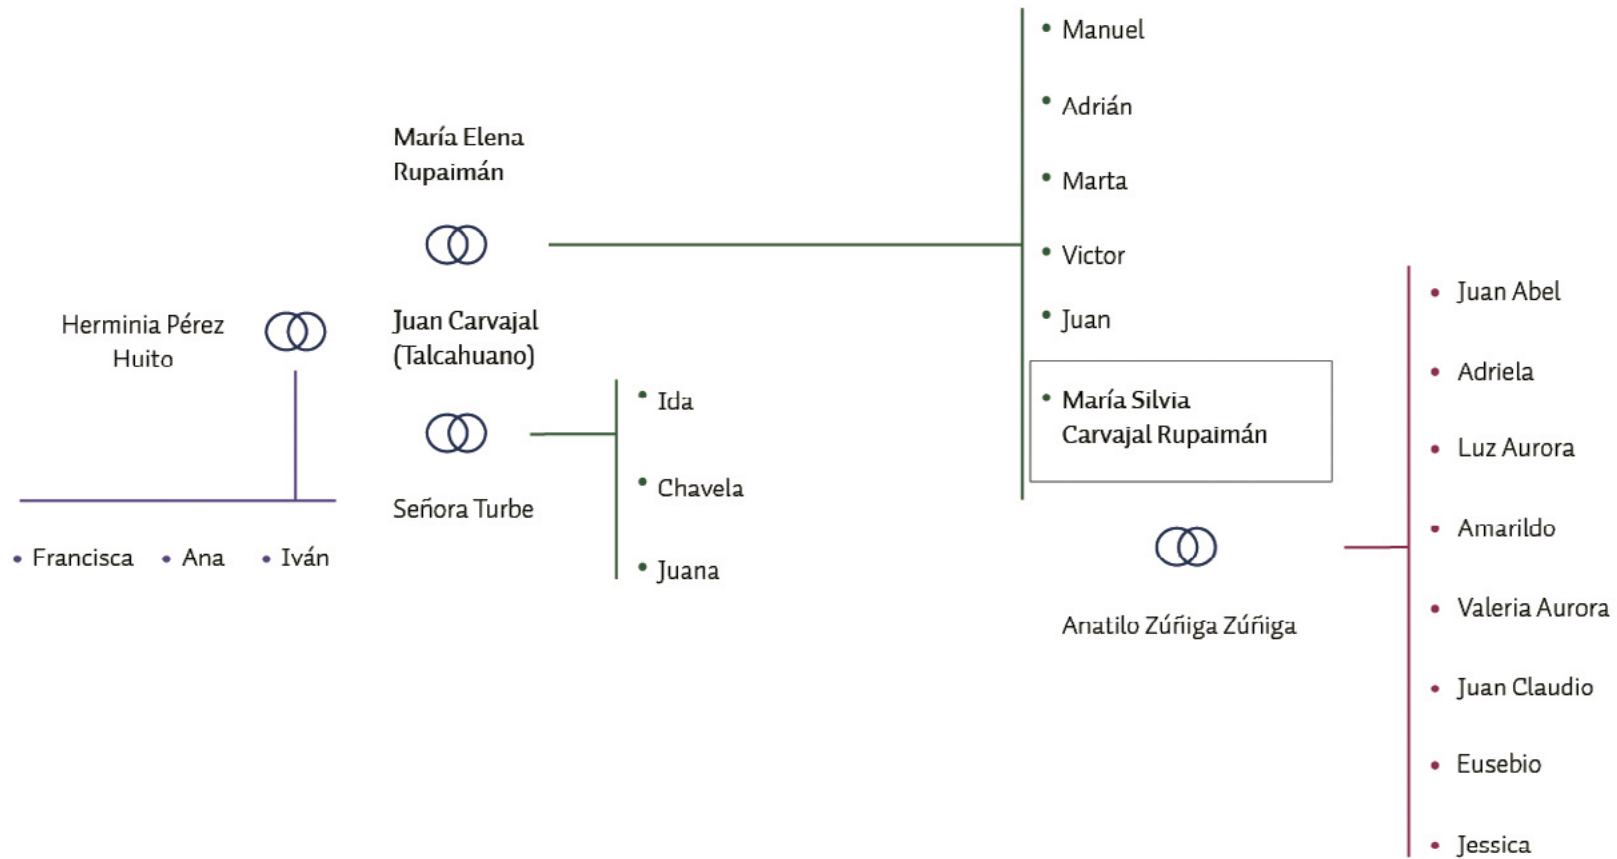 María Elena
Rupaimán
Herminia Pérez
Huito
Juan Carvajal
(Talcahuano)
Señora Turbe
• Francisca • Ana • Iván
• Ida
• Chavela
• Juana
• Manuel
• Adrián
• Marta
• Victor
• Juan
• María Silvia
Carvajal Rupaimán
Anatilo Zúñiga Zúñiga
• Juan Abel
• Adriela
• Luz Aurora
• Amarildo
• Valeria Aurora
• Juan Claudio
• Eusebio
• Jessica